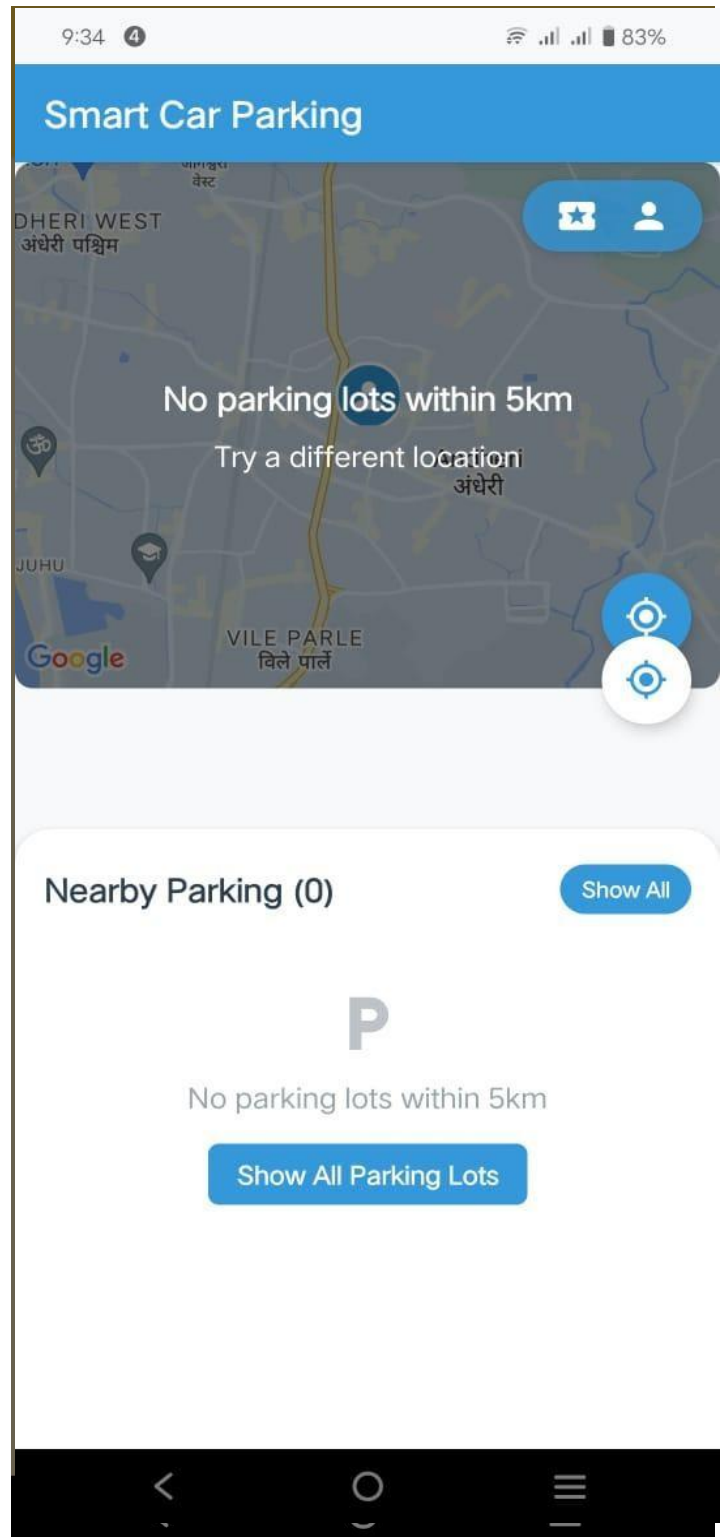 9:34 4 83%
Smart Car Parking
वेस्ट
DHERI WEST
अंधेरी पश्चिम
No parking lots within 5km
Try a different location
अंधेरी
JUHU
VILE PARLE
विले पार्ले
Google
Nearby Parking (0)
Show All
P
No parking lots within 5km
Show All Parking Lots